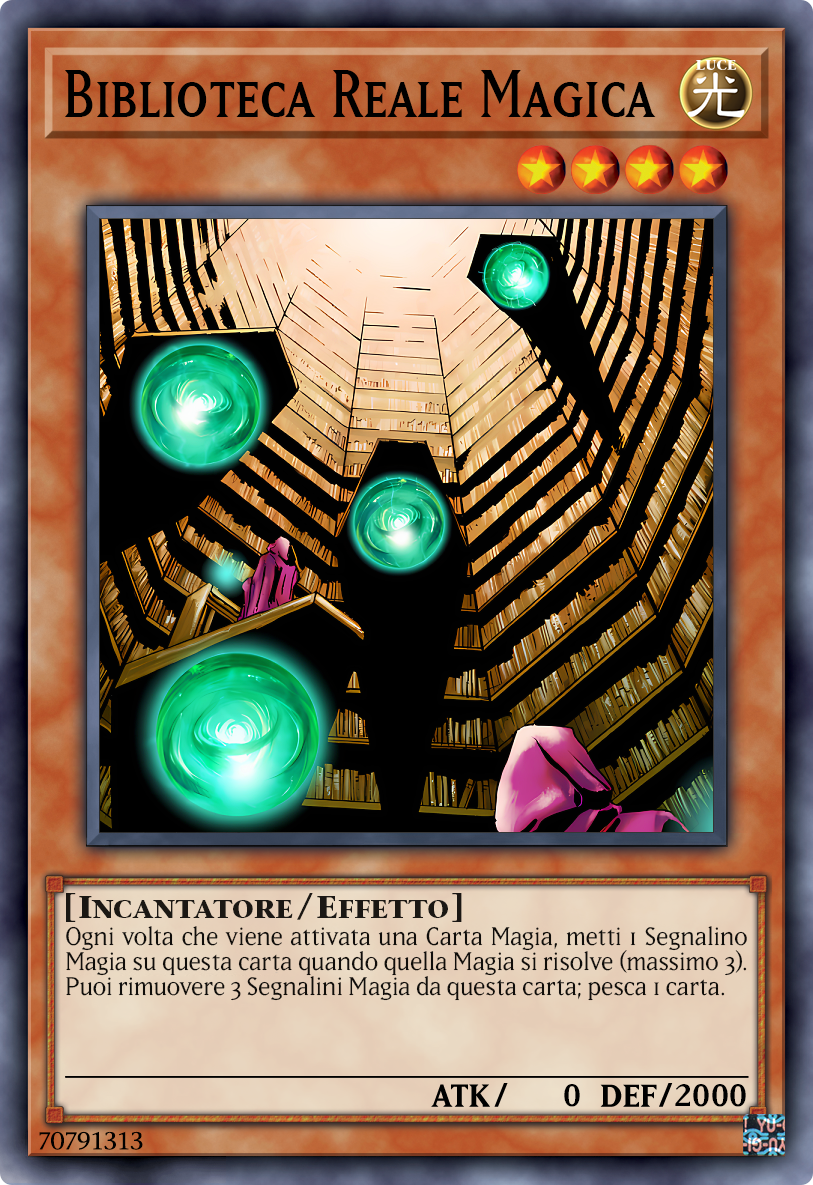 Biblioteca Reale Magica
LUCE
光
[Incantatore/Effetto]
Ogni volta che viene attivata una Carta Magia, metti 1 Segnalino
Magia su questa carta quando quella Magia si risolve (massimo 3).
Puoi rimuovere 3 Segnalini Magia da questa carta; pesca 1 carta.
ATK/ 0 DEF/2000
70791313